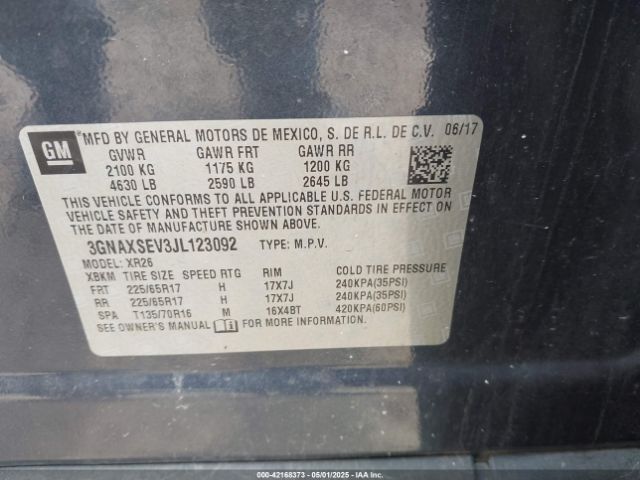 GM
*MFD BY GENERAL MOTORS DE MEXICO, S. DE R.L. DE C.V. 06/17
GVWR GAWR FRT GAWR RR
2100 KG 1175 KG 1200 KG
4630 LB 2590 LB 2645 LB
THIS VEHICLE CONFORMS TO ALL APPLICABLE U.S. FEDERAL MOTOR
VEHICLE SAFETY AND THEFT PREVENTION STANDARDS IN EFFECT ON
THE DATE OF MANUFACTURE SHOWN ABOVE.
3GNAXSEV3JL123092 TYPE: M.P.V.
MODEL: XR26
XBKM TIRE SIZE SPEED RTG RIM COLD TIRE PRESSURE
FRT 225/65R17 H 17X7J 240KPA(35PSI)
RR 225/65R17 H 17X7J 240KPA(35PSI)
SPA T135/70R16 M 16X4BT 420KPA(60PSI)
SEE OWNER'S MANUAL FOR MORE INFORMATION.
000-42168373 - 05/01/2025 - IAA Inc.